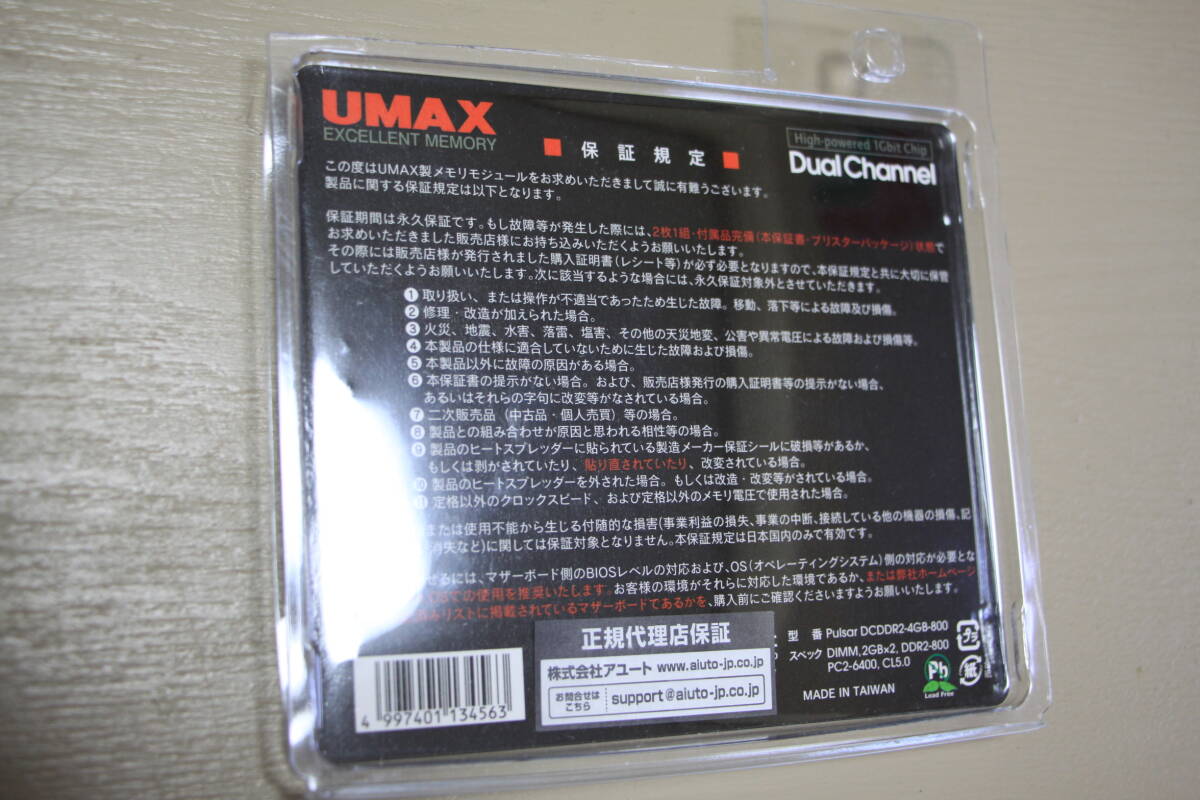 UMAX
EXCELLENT MEMORY
■ 保証規定 ■
High-powered 1Gbit Chip
Dual Channel
この度はUMAX製メモリモジュールをお求めいただきまして誠に有難うございます。
製品に関する保証規定は以下となります。
保証期間は永久保証です。もし故障等が発生した際には、2枚1組・付属品完備(本保証書・ブリスターパッケージ)状態で
お求めいただきました販売店様にお持ち込みいただくようお願いいたします。
その際には販売店様が発行されました購入証明書(レシート等)が必ず必要となりますので、本保証規定と共に大切に保管
していただくようお願いいたします。次に該当するような場合には、永久保証対象外とさせていただきます。
❶ 取り扱い、または操作が不適当であったため生じた故障。移動、落下等による故障及び損傷。
❷ 修理・改造が加えられた場合。
❸ 火災、地震、水害、落雷、塩害、その他の天災地変、公害や異常電圧による故障および損傷等。
❹ 本製品の仕様に適合していないために生じた故障および損傷。
❺ 本製品以外に故障の原因がある場合。
❻ 本保証書の提示がない場合。および、販売店様発行の購入証明書等の提示がない場合、
あるいはそれらの字句に改変等がなされている場合。
❼ 二次販売品(中古品・個人売買)等の場合。
❽ 製品との組み合わせが原因と思われる相性等の場合。
❾ 製品のヒートスプレッダーに貼られている製造メーカー保証シールに破損等があるか、
もしくは剥がされていたり、貼り直されていたり、改変されている場合。
❿ 製品のヒートスプレッダーを外された場合。もしくは改造・改変等がされている場合。
⓫ 定格以外のクロックスピード、および定格以外のメモリ電圧で使用された場合。
または使用不能から生じる付随的な損害(事業利益の損失、事業の中断、接続している他の機器の損傷、記
消失など)に関しては保証対象となりません。本保証規定は日本国内のみで有効です。
せるには、マザーボード側のBIOSレベルの対応および、OS(オペレーティングシステム)側の対応が必要とな
での使用を推奨いたします。お客様の環境がそれらに対応した環境であるか、または弊社ホームページ
みリストに掲載されているマザーボードであるかを、購入前にご確認くださいますようお願いいたします。
正規代理店保証
株式会社アユート www.aiuto-jp.co.jp
お問合せは
こちら
support@aiuto-jp.co.jp
型番 Pulsar DCDDR2-4GB-800
スペック DIMM,2GB×2, DDR2-800
PC2-6400, CL5.0
MADE IN TAIWAN
プラ
紙
Pb
Lead Free
4 997401 134563